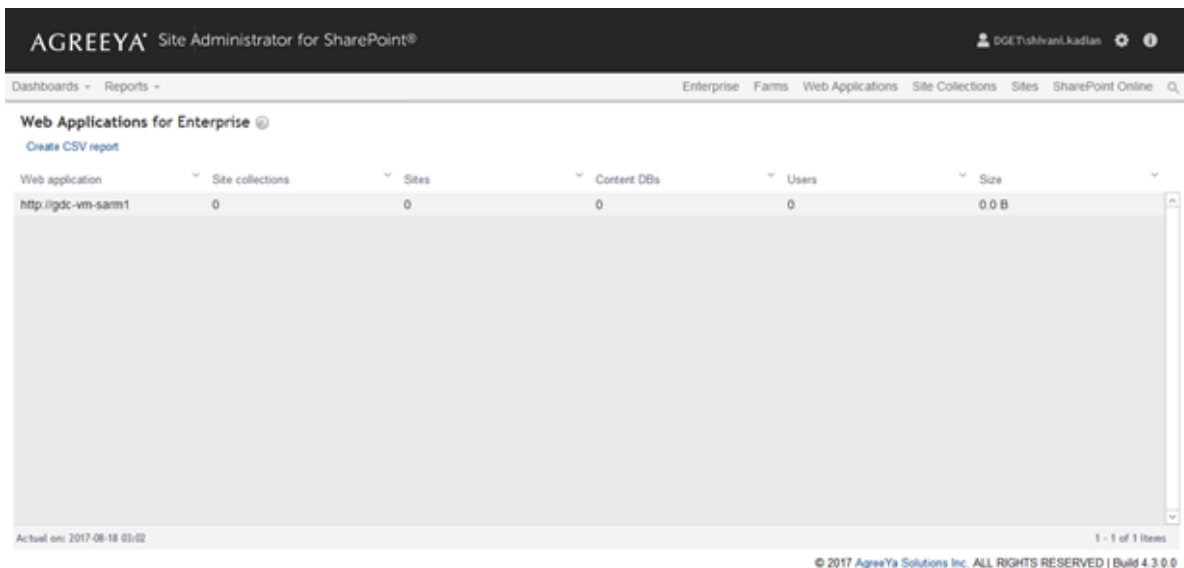 AGREEYA® Site Administrator for SharePoint®
DGET\shivani.kadian
Dashboards Reports Enterprise Farms Web Applications Site Collections Sites SharePoint Online
Web Applications for Enterprise
Create CSV report
Web application Site collections Sites Content DBs Users Size
http://gdc-vm-sarm1 0 0 0 0 0.0 B
Actual on: 2017-08-18 03:02 1 - 1 of 1 items
© 2017 AgreeYa Solutions Inc. ALL RIGHTS RESERVED | Build 4.3.0.0